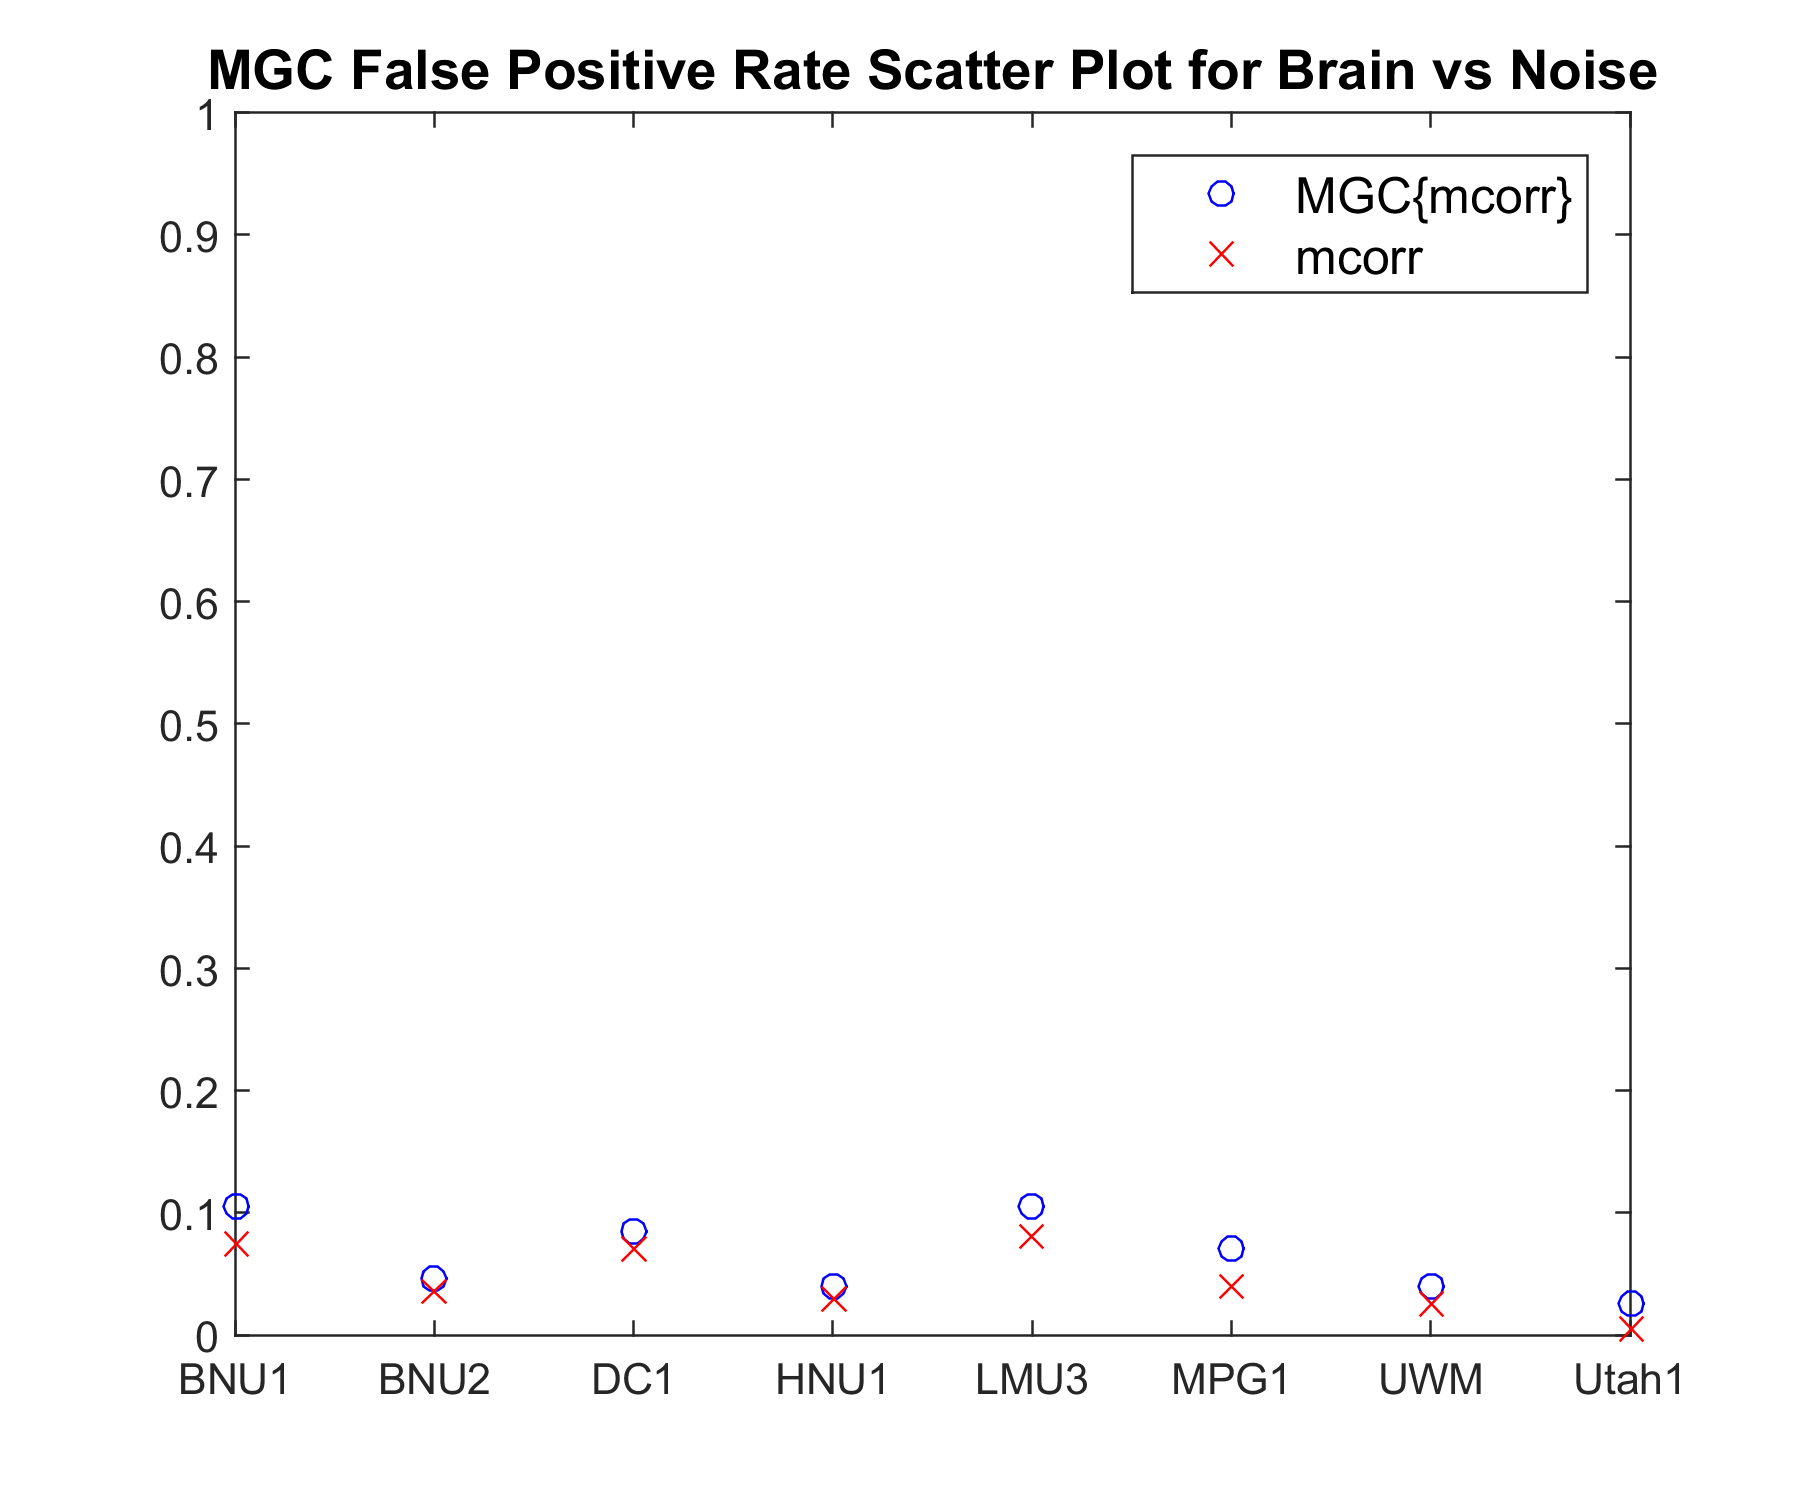 MGC False Positive Rate Scatter Plot for Brain vs Noise
1
MGC{mcorr}
0.9
mcorr
0.8
0.7
0.6
0.5
0.4
0.3
0.2
0.1
0
BNU1 BNU2 DC1 HNU1 LMU3 MPG1 UWM Utah1